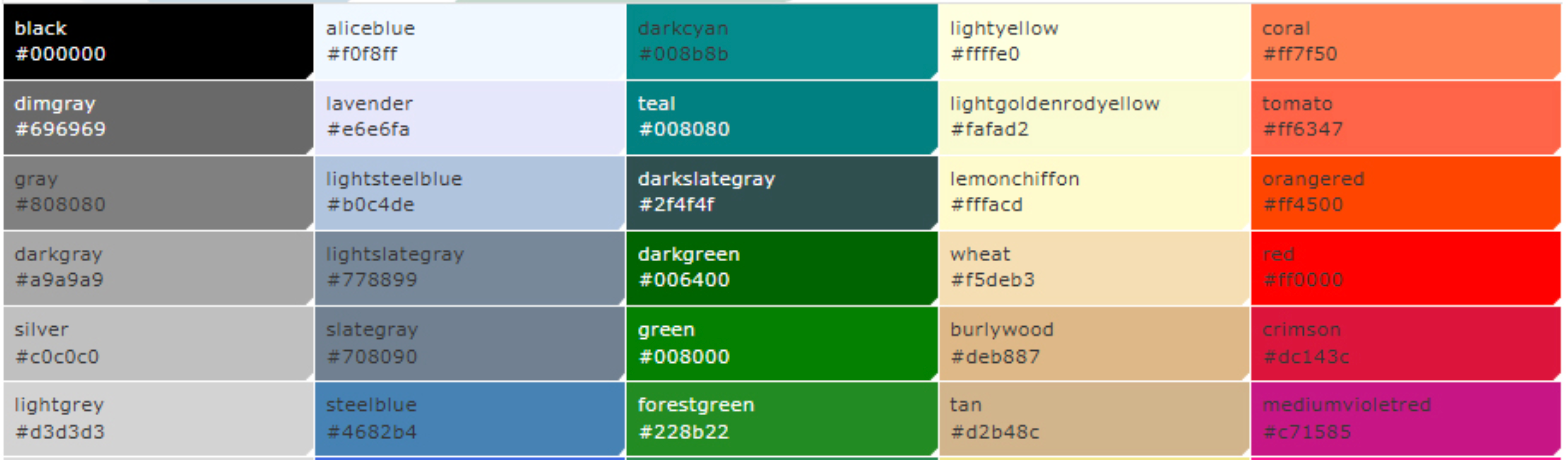 black
#000000
aliceblue
#f0f8ff
darkcyan
#008b8b
lightyellow
#ffffe0
coral
#ff7f50
dimgray
#696969
lavender
#e6e6fa
teal
#008080
lightgoldenrodyellow
#fafad2
tomato
#ff6347
gray
#808080
lightsteelblue
#b0c4de
darkslategray
#2f4f4f
lemonchiffon
#fffacd
orangered
#ff4500
darkgray
#a9a9a9
lightslategray
#778899
darkgreen
#006400
wheat
#f5deb3
red
#ff0000
silver
#c0c0c0
slategray
#708090
green
#008000
burlywood
#deb887
crimson
#dc143c
lightgrey
#d3d3d3
steelblue
#4682b4
forestgreen
#228b22
tan
#d2b48c
mediumvioletred
#c71585